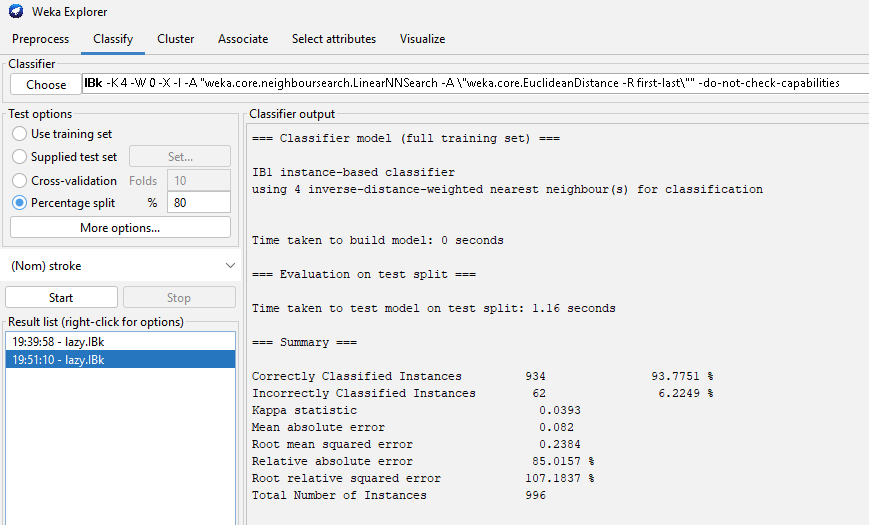 Weka Explorer
Preprocess Classify Cluster Associate Select attributes Visualize
Classifier
Choose IBk -K 4 -W 0 -X -I -A "weka.core.neighboursearch.LinearNNSearch -A \"weka.core.EuclideanDistance -R first-last\"" -do-not-check-capabilities
Test options
Use training set
Supplied test set Set...
Cross-validation Folds 10
Percentage split % 80
More options...
(Nom) stroke
Start Stop
Result list (right-click for options)
19:39:58 - lazy.IBk
19:51:10 - lazy.IBk
Classifier output
=== Classifier model (full training set) ===
IB1 instance-based classifier
using 4 inverse-distance-weighted nearest neighbour(s) for classification
Time taken to build model: 0 seconds
=== Evaluation on test split ===
Time taken to test model on test split: 1.16 seconds
=== Summary ===
Correctly Classified Instances 934 93.7751 %
Incorrectly Classified Instances 62 6.2249 %
Kappa statistic 0.0393
Mean absolute error 0.082
Root mean squared error 0.2384
Relative absolute error 85.0157 %
Root relative squared error 107.1837 %
Total Number of Instances 996